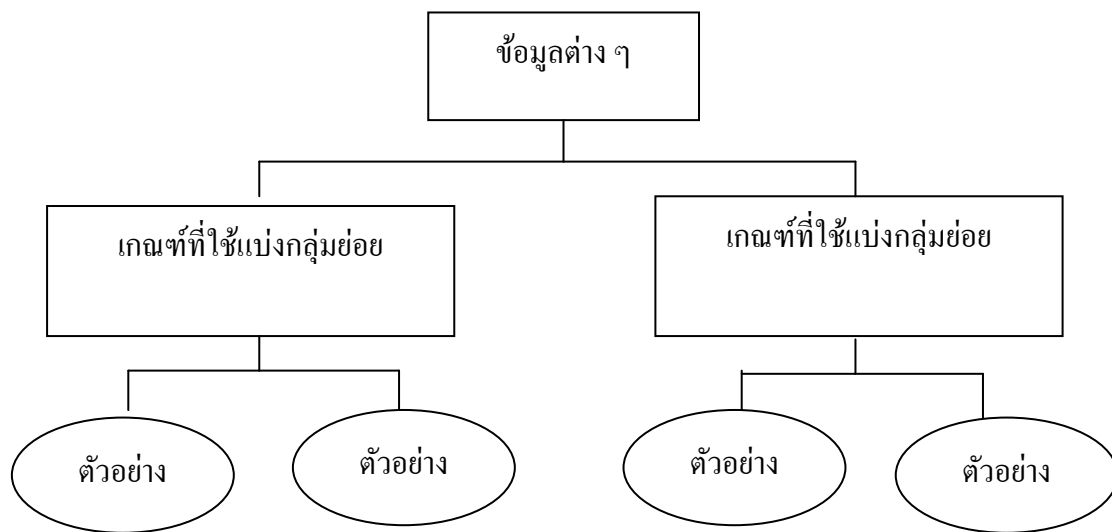 ข้อมูลต่าง ๆ
เกณฑ์ที่ใช้แบ่งกลุ่มย่อย
เกณฑ์ที่ใช้แบ่งกลุ่มย่อย
ตัวอย่าง
ตัวอย่าง
ตัวอย่าง
ตัวอย่าง